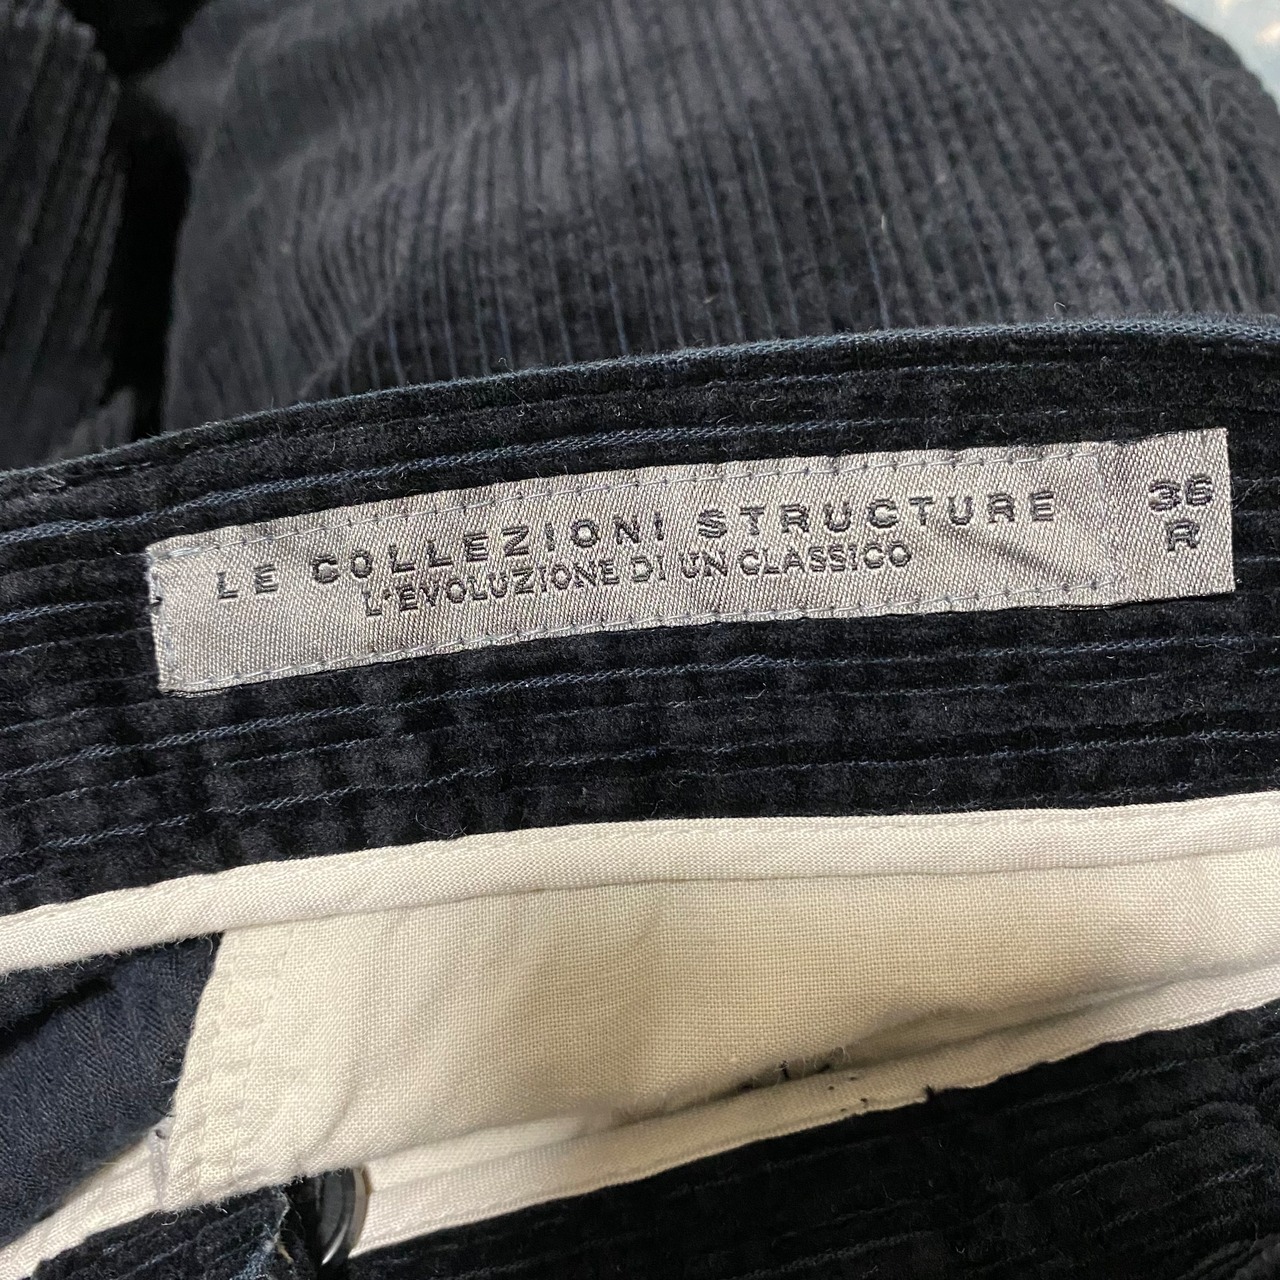 LE COLLEZIONI STRUCTURE
L'EVOLUZIONE DI UN CLASSICO
36
R